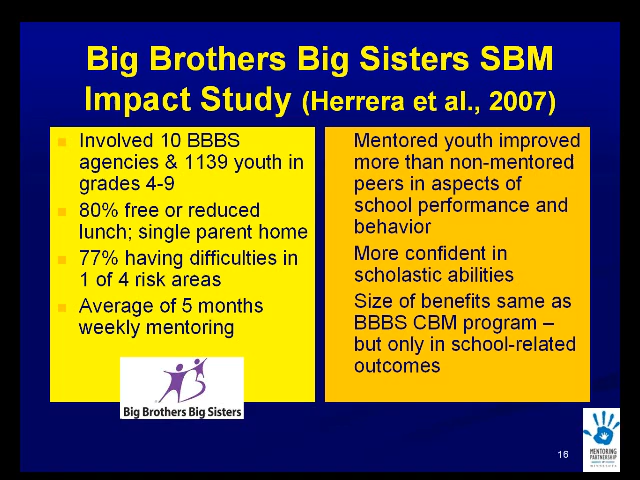 Big Brothers Big Sisters SBM
Impact Study (Herrera et al., 2007)
Involved 10 BBBS
agencies & 1139 youth in
grades 4-9
80% free or reduced
lunch; single parent home
77% having difficulties in
1 of 4 risk areas
Average of 5 months
weekly mentoring
Big Brothers Big Sisters
Mentored youth improved
more than non-mentored
peers in aspects of
school performance and
behavior
More confident in
scholastic abilities
Size of benefits same as
BBBS CBM program –
but only in school-related
outcomes
16
MENTORING
PARTNERSHIP